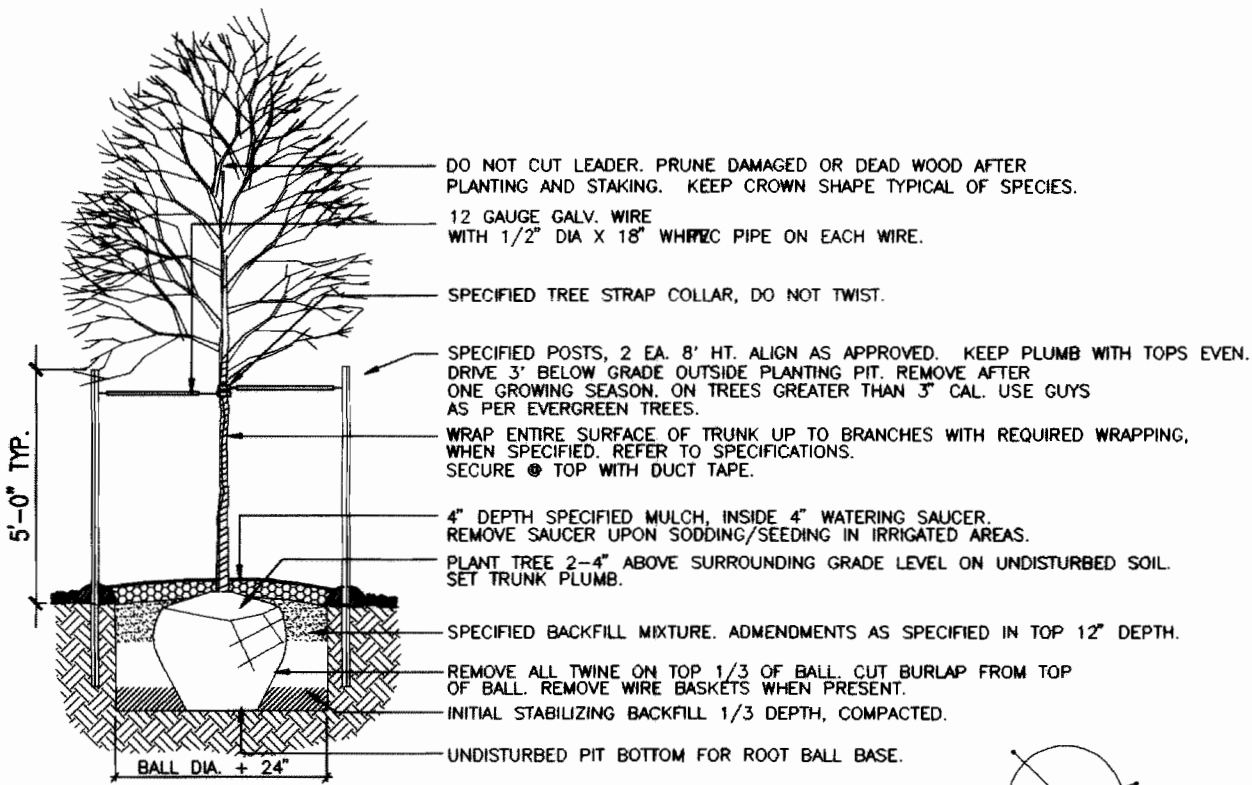 DO NOT CUT LEADER. PRUNE DAMAGED OR DEAD WOOD AFTER
PLANTING AND STAKING. KEEP CROWN SHAPE TYPICAL OF SPECIES.
12 GAUGE GALV. WIRE
WITH 1/2" DIA X 18" PIPE ON EACH WIRE.
SPECIFIED TREE STRAP COLLAR, DO NOT TWIST.
SPECIFIED POSTS, 2 EA. 8' HT. ALIGN AS APPROVED. KEEP PLUMB WITH TOPS EVEN.
DRIVE 3' BELOW GRADE OUTSIDE PLANTING PIT. REMOVE AFTER
ONE GROWING SEASON. ON TREES GREATER THAN 3" CAL. USE GUYS
AS PER EVERGREEN TREES.
WRAP ENTIRE SURFACE OF TRUNK UP TO BRANCHES WITH REQUIRED WRAPPING,
WHEN SPECIFIED. REFER TO SPECIFICATIONS.
SECURE @ TOP WITH DUCT TAPE.
5'-0" TYP.
4" DEPTH SPECIFIED MULCH, INSIDE 4" WATERING SAUCER.
REMOVE SAUCER UPON SODDING/SEEDING IN IRRIGATED AREAS.
PLANT TREE 2-4" ABOVE SURROUNDING GRADE LEVEL ON UNDISTURBED SOIL.
SET TRUNK PLUMB.
SPECIFIED BACKFILL MIXTURE. ADMENDMENTS AS SPECIFIED IN TOP 12" DEPTH.
REMOVE ALL TWINE ON TOP 1/3 OF BALL. CUT BURLAP FROM TOP
OF BALL. REMOVE WIRE BASKETS WHEN PRESENT.
INITIAL STABILIZING BACKFILL 1/3 DEPTH, COMPACTED.
UNDISTURBED PIT BOTTOM FOR ROOT BALL BASE.
BALL DIA. + 24"